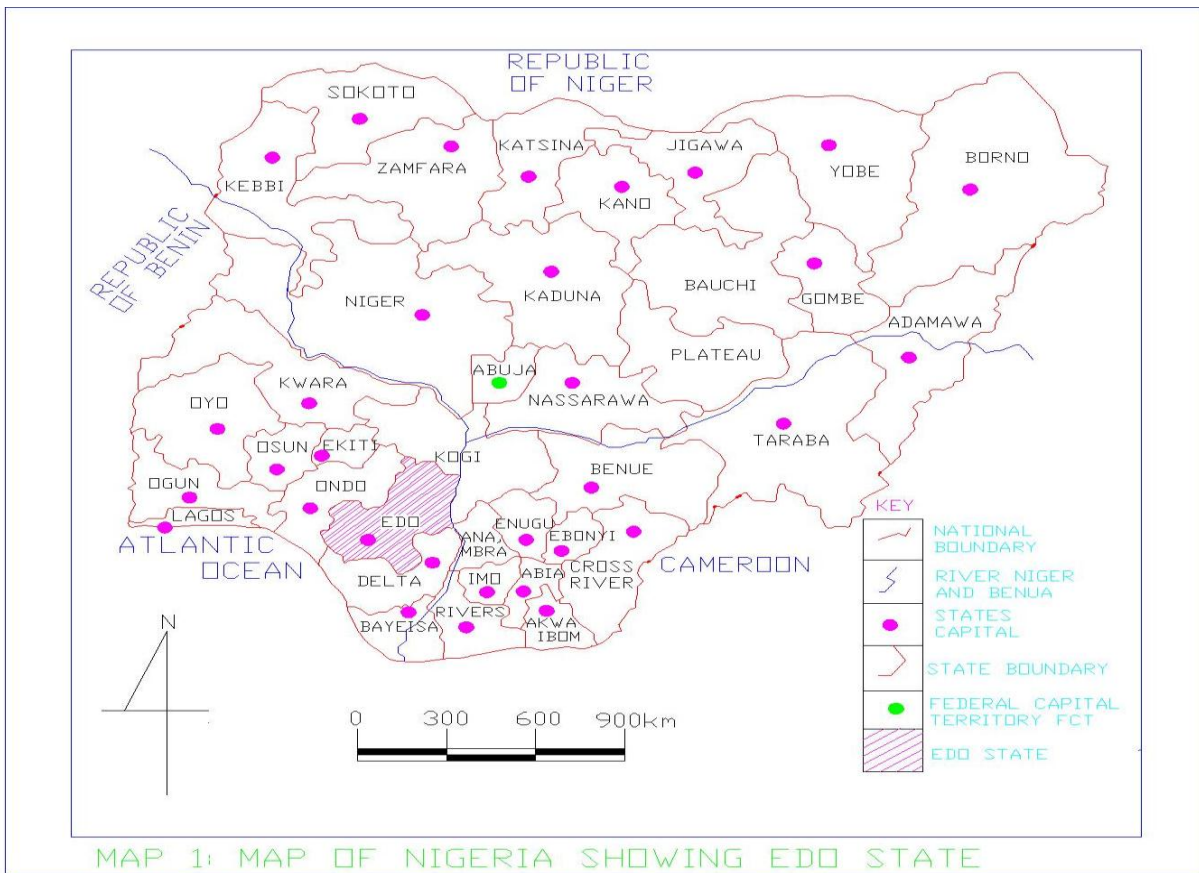 REPUBLIC
OF NIGER
SOKOTO
KATSINA
JIGAWA
ZAMFARA
YOBE
BORNO
KEBBI
KANO
REPUBLIC
OF BENIN
NIGER
KADUNA
BAUCHI
GOMBE
ADAMAWA
PLATEAU
ABUJA
KWARA
NASSARAWA
OYO
TARABA
OSUN
EKITI
KOGI
BENUE
OGUN
ONDO
LAGOS
EDO
ENUGU
ANA,
MBRA
EBONYI
ATLANTIC
OCEAN
CROSS
RIVER
CAMEROON
DELTA
IMO
ABIA
BAYEISA
RIVERS
AKWA
IBOM
N
0 300 600 900km
KEY
NATIONAL
BOUNDARY
RIVER NIGER
AND BENUA
STATES
CAPITAL
STATE BOUNDARY
FEDERAL CAPITAL
TERRITORY FCT
EDO STATE
MAP 1: MAP OF NIGERIA SHOWING EDO STATE